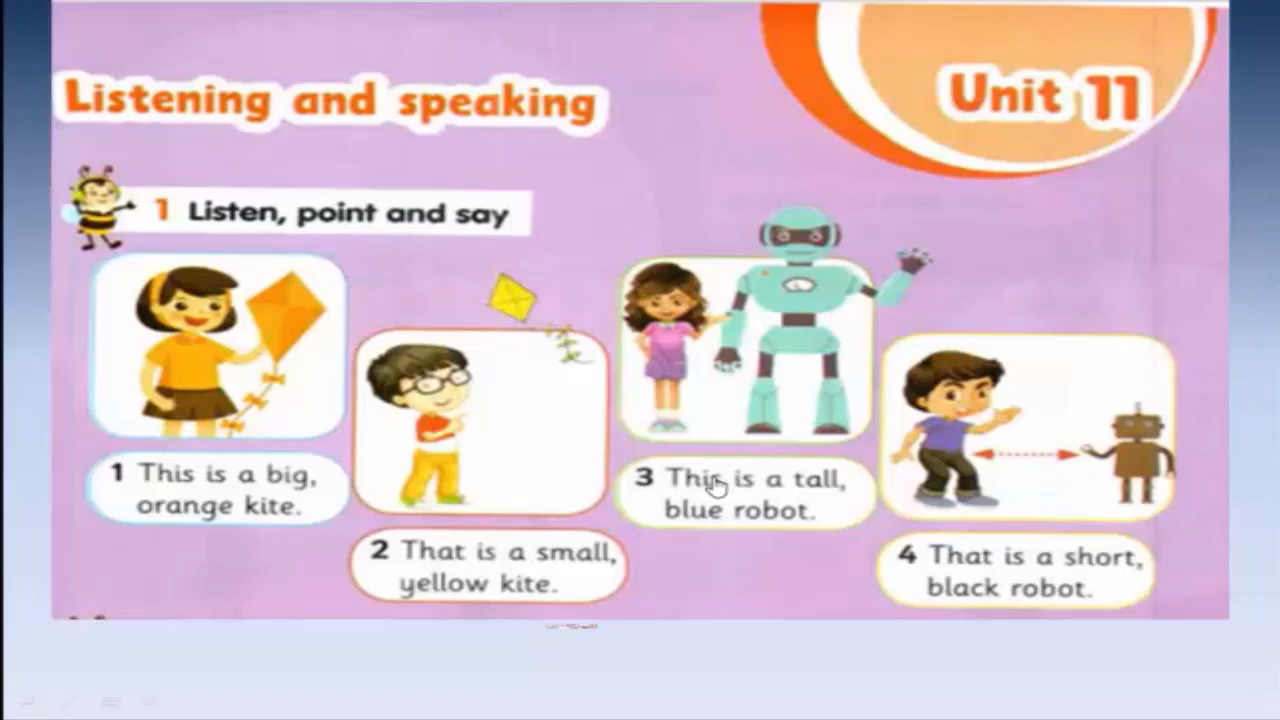 Listening and speaking
Unit 11
1 Listen, point and say
1 This is a big,
orange kite.
2 That is a small,
yellow kite.
3 This is a tall,
blue robot.
4 That is a short,
black robot.